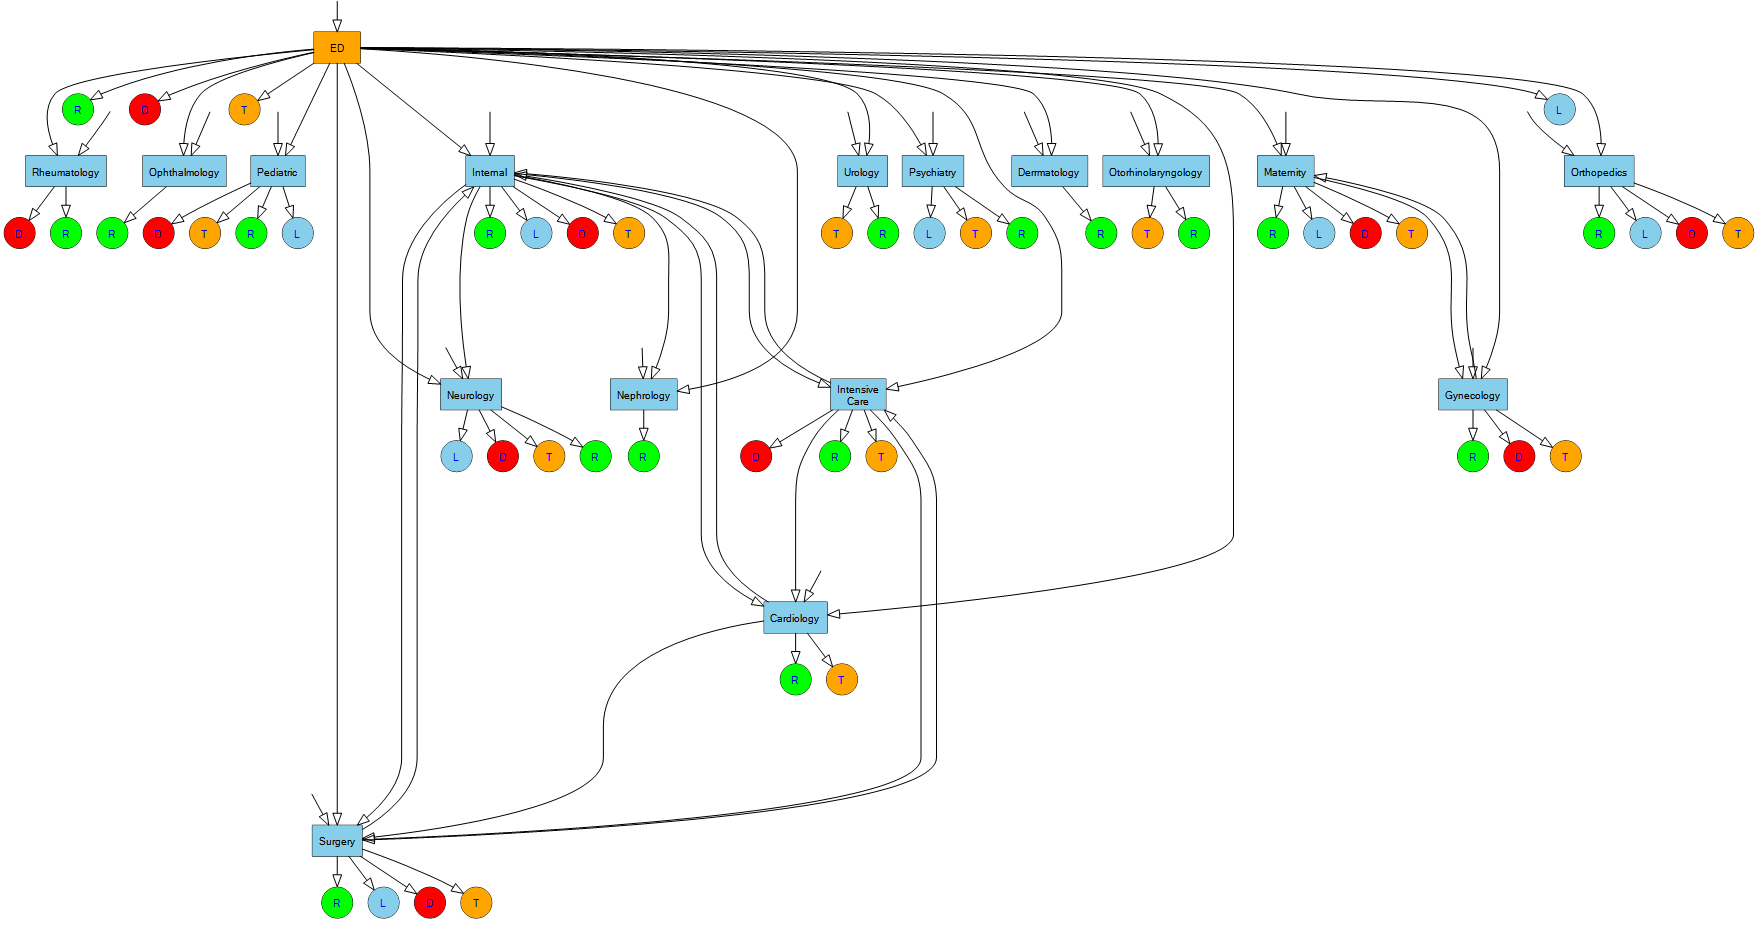 ED
R
D
T
L
Rheumatology
Ophthalmology
Pediatric
Internal
Urology
Psychiatry
Dermatology
Otorhinolaryngology
Maternity
Orthopedics
D
R
R
D
T
R
L
R
L
D
T
T
R
L
T
R
R
T
R
R
L
D
T
R
L
D
T
Neurology
Nephrology
Intensive
Care
Gynecology
L
D
T
R
R
D
R
T
R
D
T
Cardiology
R
T
Surgery
R
L
D
T